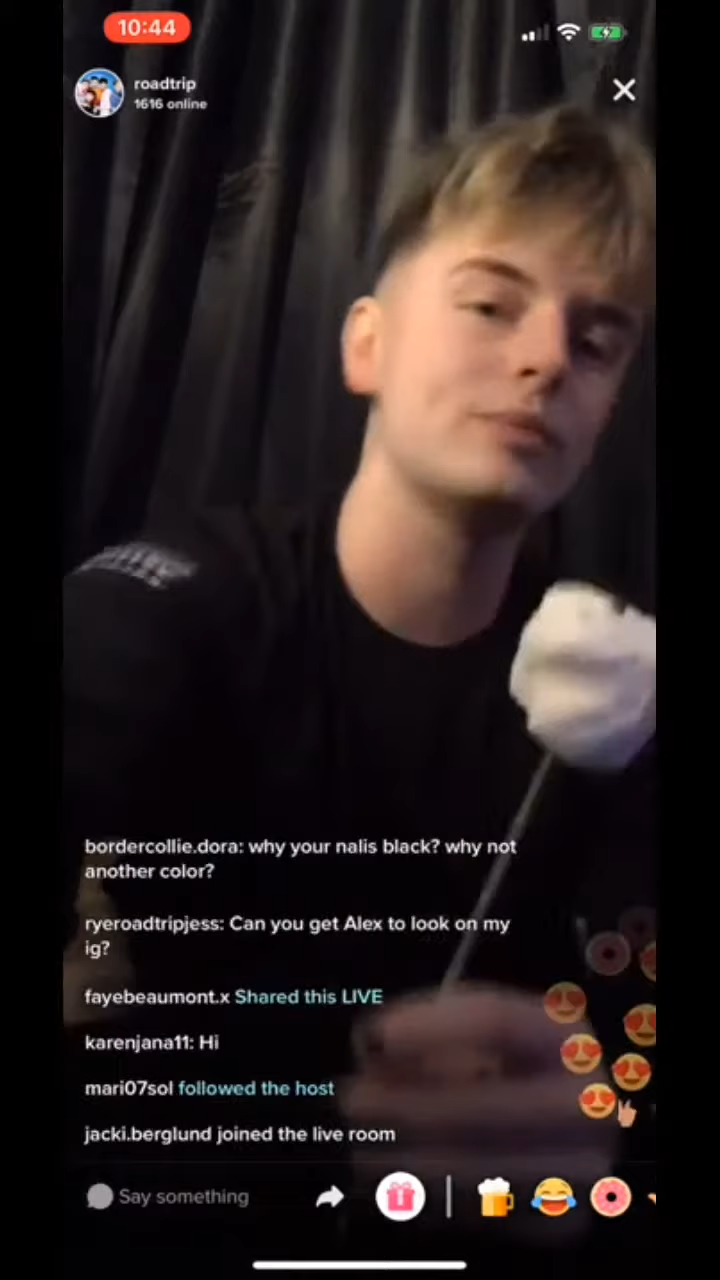 10:44
roadtrip
1616 online
bordercollie.dora: why your nalis black? why not
another color?
ryeroadtripjess: Can you get Alex to look on my
ig?
fayebeaumont.x Shared this LIVE
karenjana11: Hi
mari07sol followed the host
jacki.berglund joined the live room
Say something